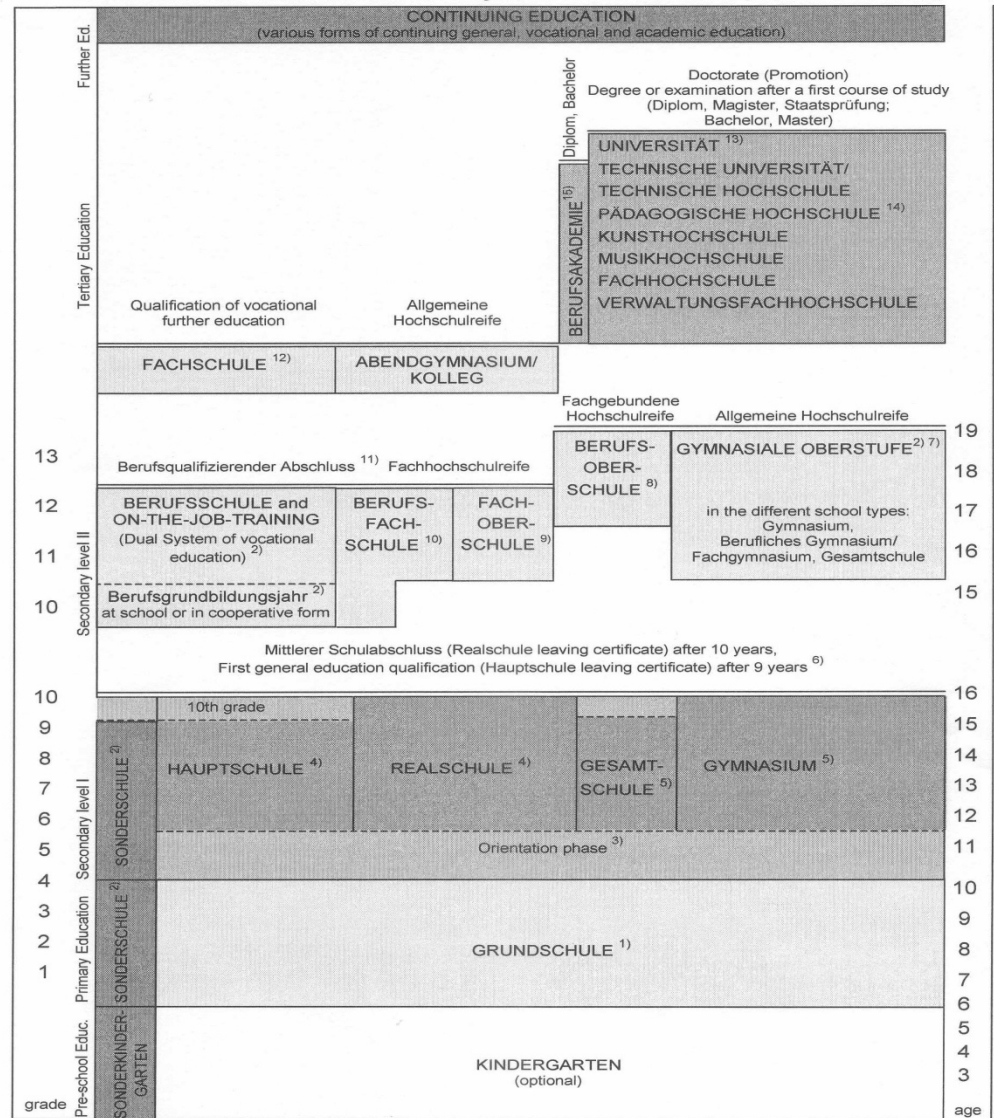 CONTINUING EDUCATION
(various forms of continuing general, vocational and academic education)
Further Ed.
Diplom, Bachelor
Doctorate (Promotion)
Degree or examination after a first course of study
(Diplom, Magister, Staatsprüfung;
Bachelor, Master)
Tertiary Education
BERUFSAKADEMIE 15)
UNIVERSITÄT 13)
TECHNISCHE UNIVERSITÄT/
TECHNISCHE HOCHSCHULE
PÄDAGOGISCHE HOCHSCHULE 14)
KUNSTHOCHSCHULE
MUSIKHOCHSCHULE
FACHHOCHSCHULE
VERWALTUNGSFACHHOCHSCHULE
Qualification of vocational
further education
Allgemeine
Hochschulreife
FACHSCHULE 12)
ABENDGYMNASIUM/
KOLLEG
Fachgebundene
Hochschulreife
Allgemeine Hochschulreife
13
12
11
10
Secondary level II
Berufsqualifizierender Abschluss 11)
Fachhochschulreife
BERUFSSCHULE and
ON-THE-JOB-TRAINING
(Dual System of vocational
education) 2)
Berufsgrundbildungsjahr 2)
at school or in cooperative form
BERUFS-
FACH-
SCHULE 10)
FACH-
OBER-
SCHULE 9)
BERUFS-
OBER-
SCHULE 8)
GYMNASIALE OBERSTUFE 2) 7)
in the different school types:
Gymnasium,
Berufliches Gymnasium/
Fachgymnasium, Gesamtschule
19
18
17
16
15
Mittlerer Schulabschluss (Realschule leaving certificate) after 10 years,
First general education qualification (Hauptschule leaving certificate) after 9 years 6)
10
9
8
7
6
5
Secondary level I
SONDERSCHULE 2)
10th grade
HAUPTSCHULE 4)
REALSCHULE 4)
GESAMT-
SCHULE 5)
GYMNASIUM 5)
Orientation phase 3)
16
15
14
13
12
11
4
3
2
1
Primary Education
SONDERSCHULE 2)
GRUNDSCHULE 1)
10
9
8
7
6
Pre-school Educ.
SONDERKINDER-
GARTEN
KINDERGARTEN
(optional)
5
4
3
grade
age